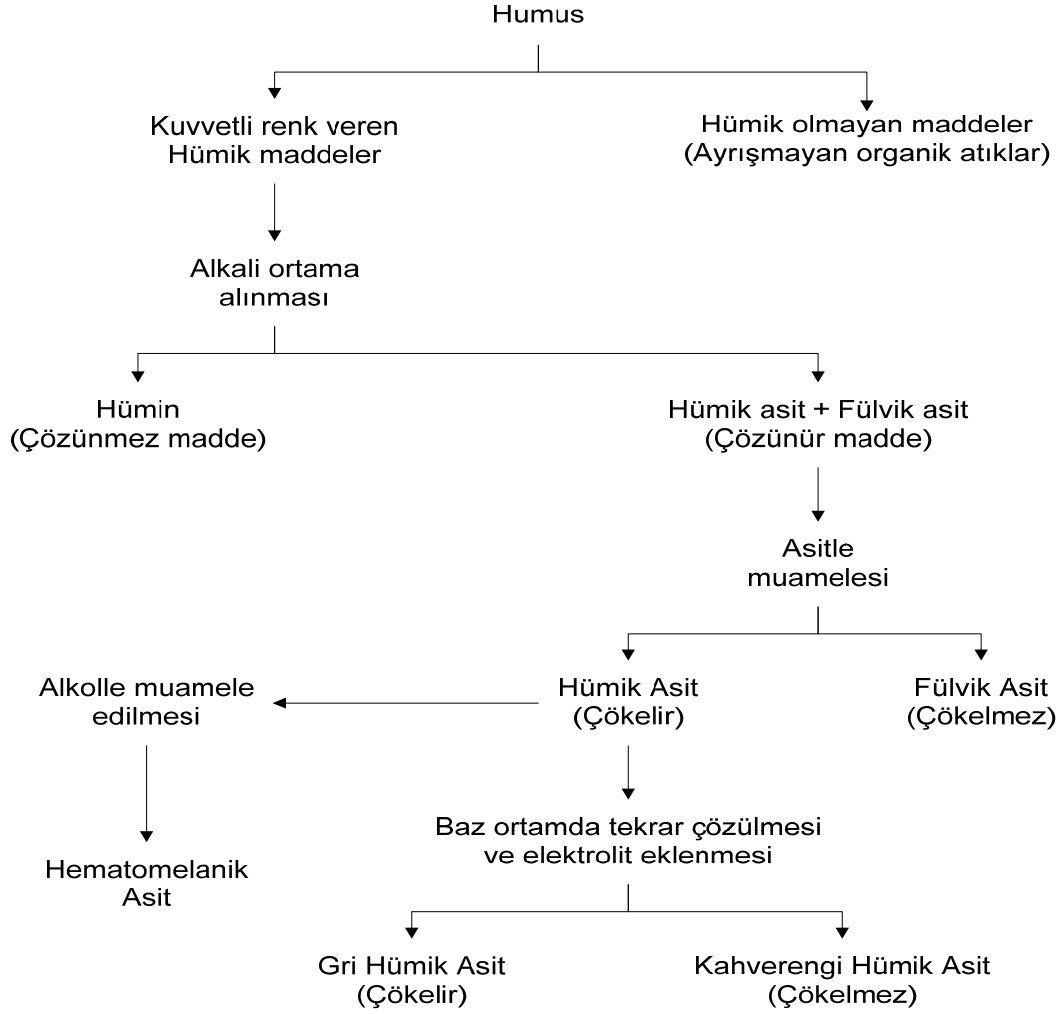 Humus
Kuvvetli renk veren
Hümik maddeler
Hümik olmayan maddeler
(Ayrışmayan organik atıklar)
Alkali ortama
alınması
Hümin
(Çözünmez madde)
Hümik asit + Fülvik asit
(Çözünür madde)
Asitle
muamelesi
Alkolle muamele
edilmesi
Hümik Asit
(Çökelir)
Fülvik Asit
(Çökelmez)
Baz ortamda tekrar çözülmesi
ve elektrolit eklenmesi
Hematomelanik
Asit
Gri Hümik Asit
(Çökelir)
Kahverengi Hümik Asit
(Çökelmez)